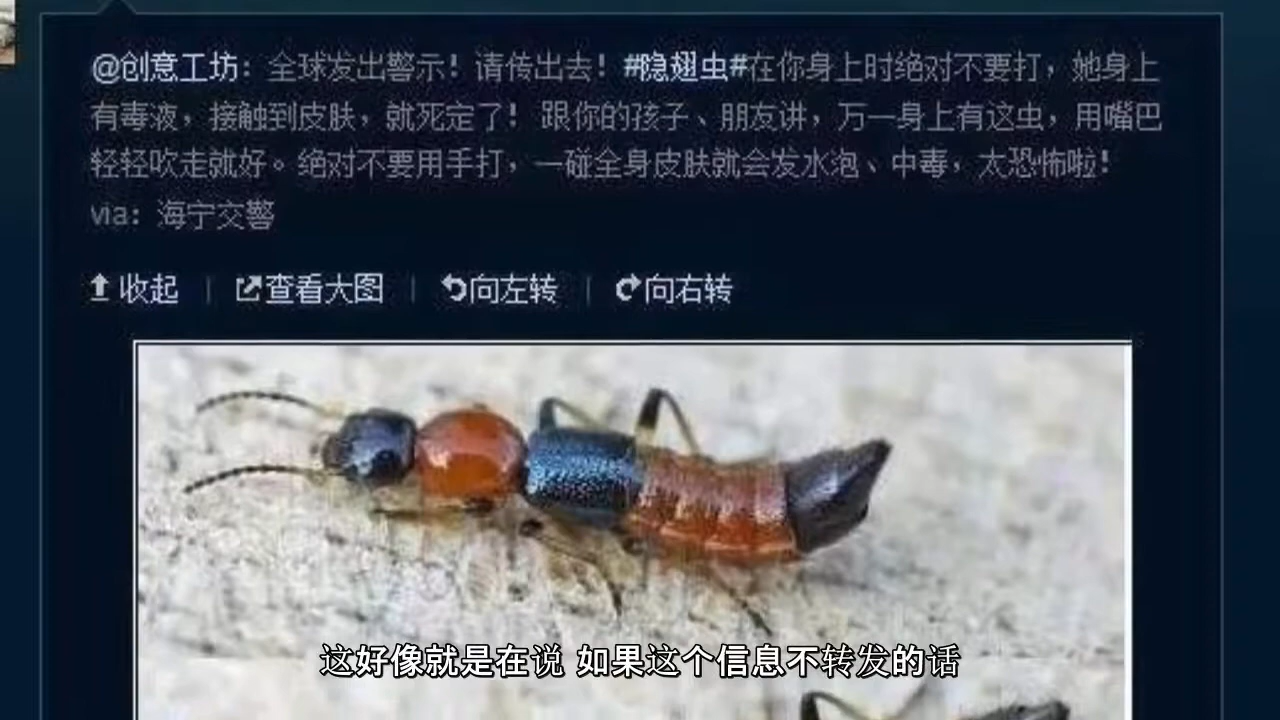 @创意工坊：全球发出警示！请传出去！#隐翅虫#在你身上时绝对不要打，她身上
有毒液，接触到皮肤，就死定了！跟你的孩子、朋友讲，万一身上有这虫，用嘴巴
轻轻吹走就好。绝对不要用手打，一碰全身皮肤就会发水泡、中毒，太恐怖啦！
via：海宁交警
收起 | 查看大图 | 向左转 | 向右转
这好像就是在说 如果这个信息不转发的话